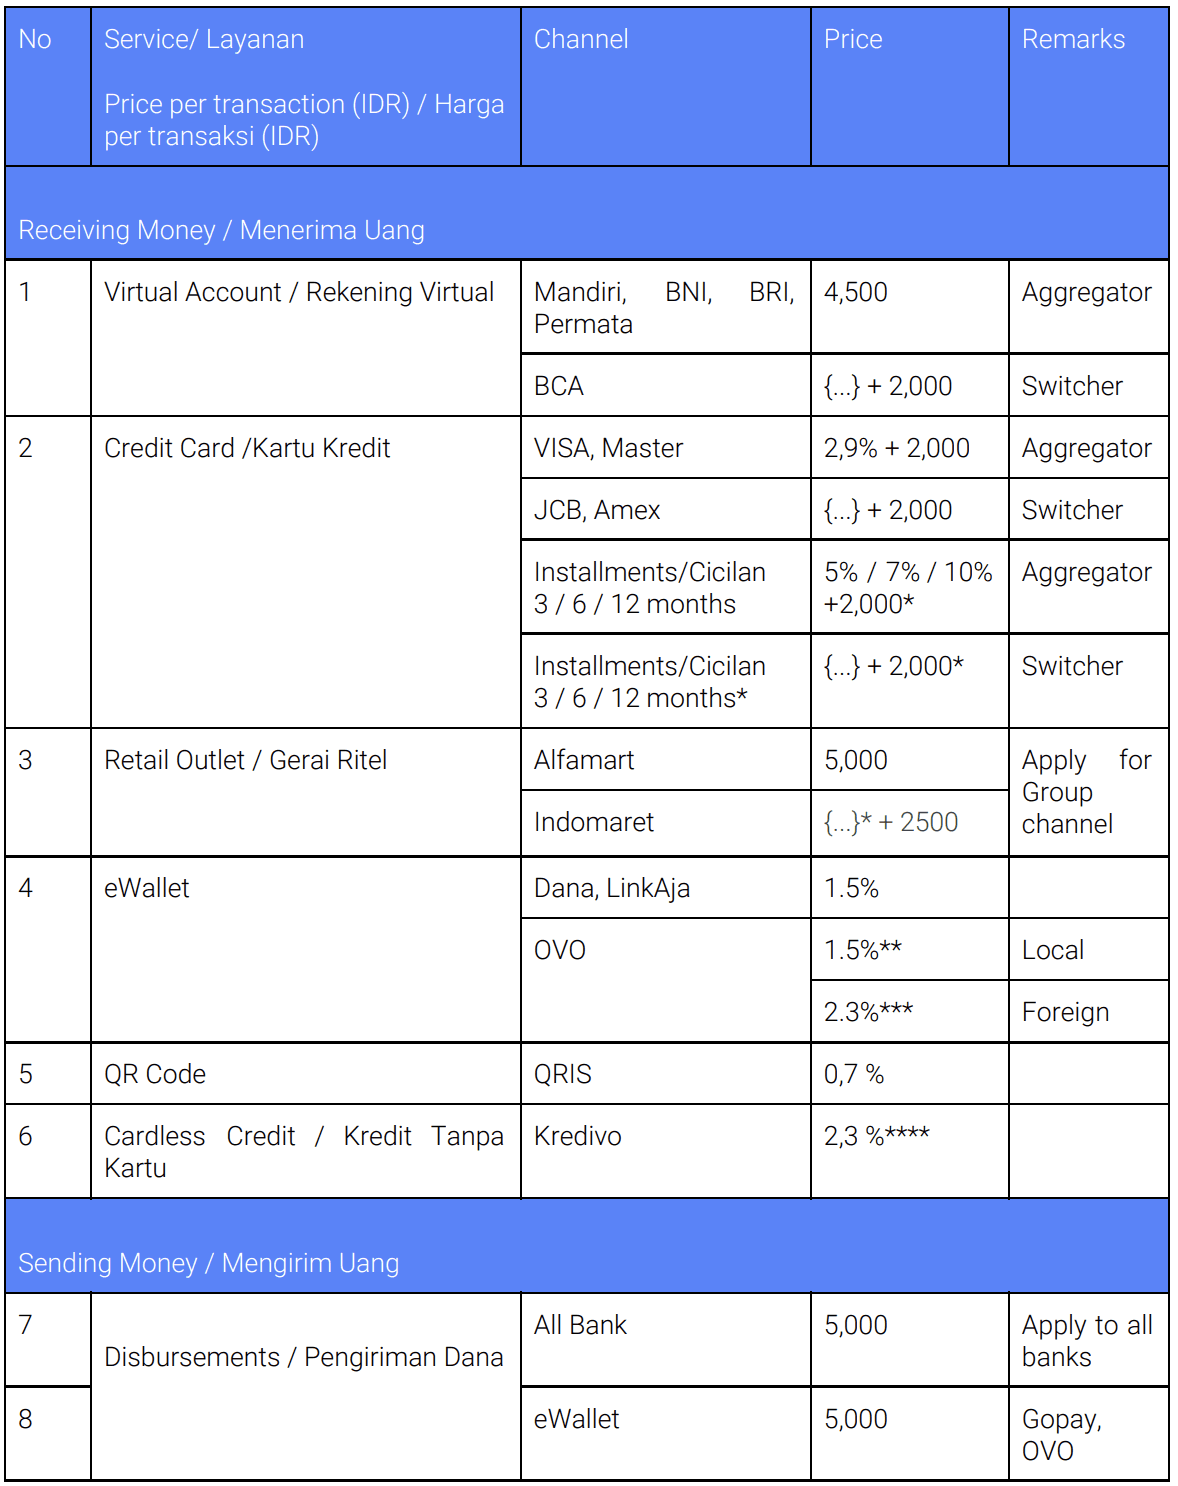 No
Service/ Layanan
Price per transaction (IDR) / Harga
per transaksi (IDR)
Channel
Price
Remarks
Receiving Money / Menerima Uang
1
Virtual Account / Rekening Virtual
Mandiri, BNI, BRI,
Permata
4,500
Aggregator
BCA
{...} + 2,000
Switcher
2
Credit Card /Kartu Kredit
VISA, Master
2,9% + 2,000
Aggregator
JCB, Amex
{...} + 2,000
Switcher
Installments/Cicilan
3 / 6 / 12 months
5% / 7% / 10%
+2,000*
Aggregator
Installments/Cicilan
3 / 6 / 12 months*
{...} + 2,000*
Switcher
3
Retail Outlet / Gerai Ritel
Alfamart
5,000
Apply for
Group
channel
Indomaret
{...}* + 2500
4
eWallet
Dana, LinkAja
1.5%
OVO
1.5%**
Local
2.3%***
Foreign
5
QR Code
QRIS
0,7 %
6
Cardless Credit / Kredit Tanpa
Kartu
Kredivo
2,3 %****
Sending Money / Mengirim Uang
7
Disbursements / Pengiriman Dana
All Bank
5,000
Apply to all
banks
8
eWallet
5,000
Gopay,
OVO